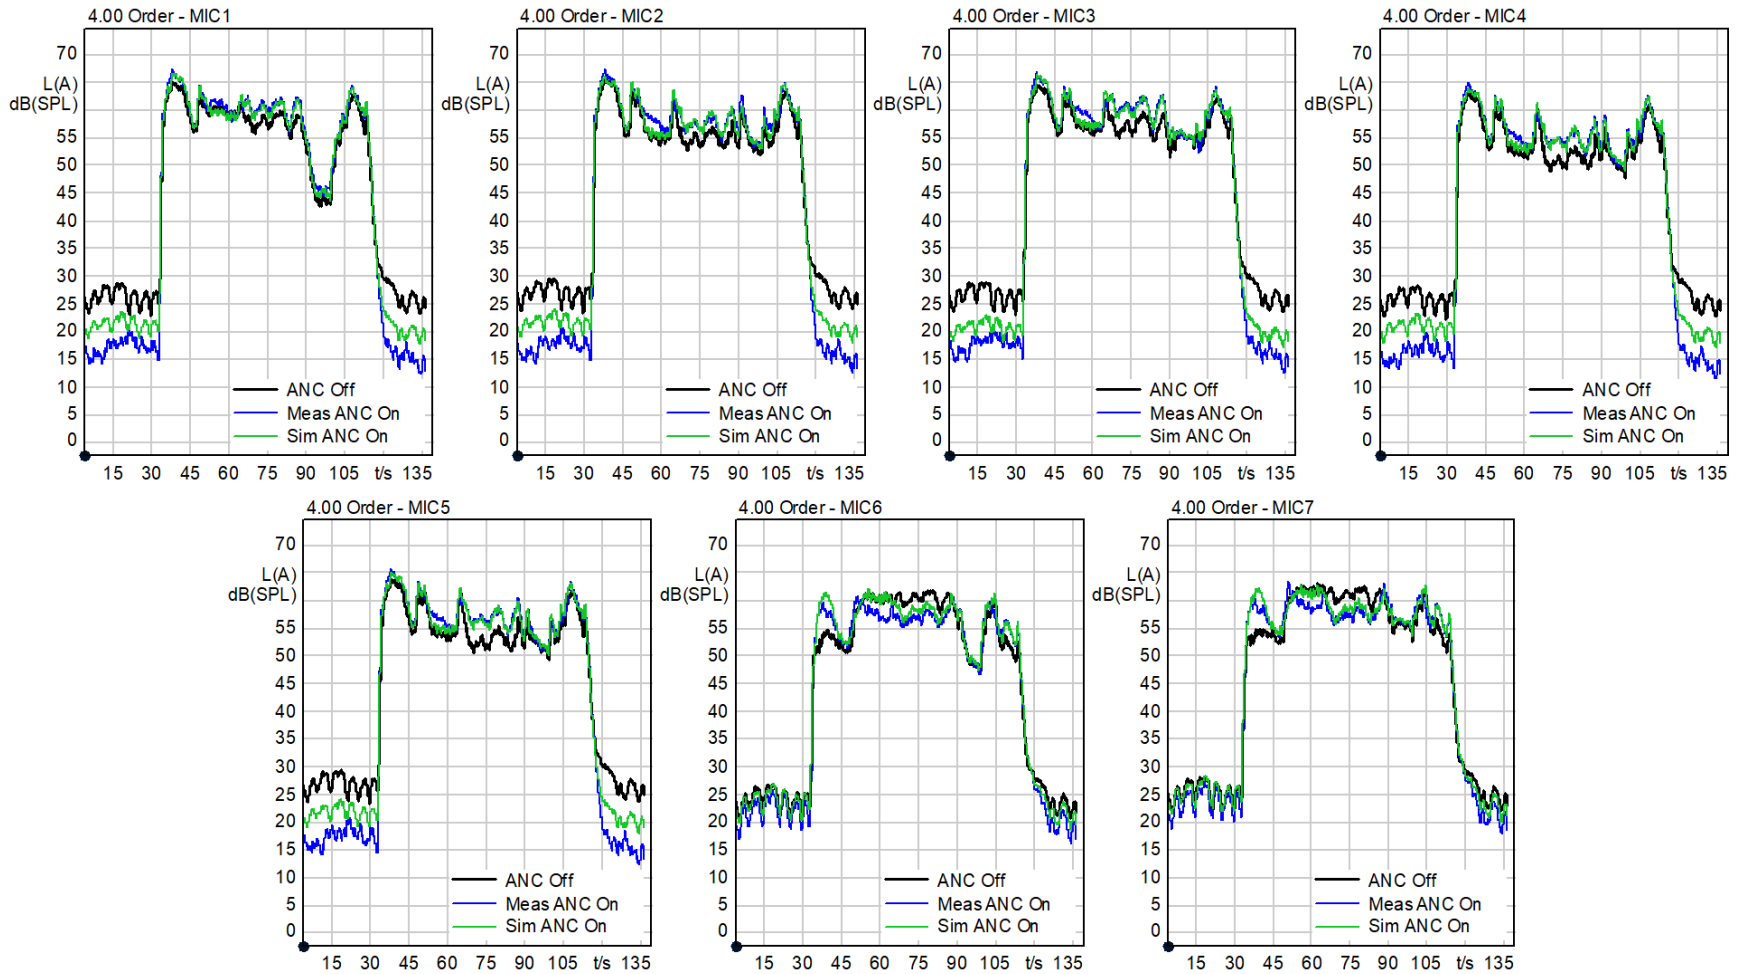 4.00 Order - MIC1
70
L(A)
dB(SPL)
55
50
45
40
35
30
25
20
15
10
5
0
ANC Off
Meas ANC On
Sim ANC On
15 30 45 60 75 90 105 t/s 135
4.00 Order - MIC2
70
L(A)
dB(SPL)
55
50
45
40
35
30
25
20
15
10
5
0
ANC Off
Meas ANC On
Sim ANC On
15 30 45 60 75 90 105 t/s 135
4.00 Order - MIC3
70
L(A)
dB(SPL)
55
50
45
40
35
30
25
20
15
10
5
0
ANC Off
Meas ANC On
Sim ANC On
15 30 45 60 75 90 105 t/s 135
4.00 Order - MIC4
70
L(A)
dB(SPL)
55
50
45
40
35
30
25
20
15
10
5
0
ANC Off
Meas ANC On
Sim ANC On
15 30 45 60 75 90 105 t/s 135
4.00 Order - MIC5
70
L(A)
dB(SPL)
55
50
45
40
35
30
25
20
15
10
5
0
ANC Off
Meas ANC On
Sim ANC On
15 30 45 60 75 90 105 t/s 135
4.00 Order - MIC6
70
L(A)
dB(SPL)
55
50
45
40
35
30
25
20
15
10
5
0
ANC Off
Meas ANC On
Sim ANC On
15 30 45 60 75 90 105 t/s 135
4.00 Order - MIC7
70
L(A)
dB(SPL)
55
50
45
40
35
30
25
20
15
10
5
0
ANC Off
Meas ANC On
Sim ANC On
15 30 45 60 75 90 105 t/s 135